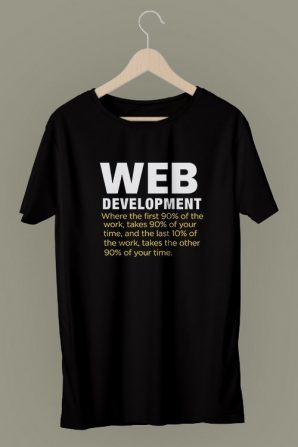 WEB
DEVELOPMENT
Where the first 90% of the
work, takes 90% of your
time, and the last 10% of
the work, takes the other
90% of your time.